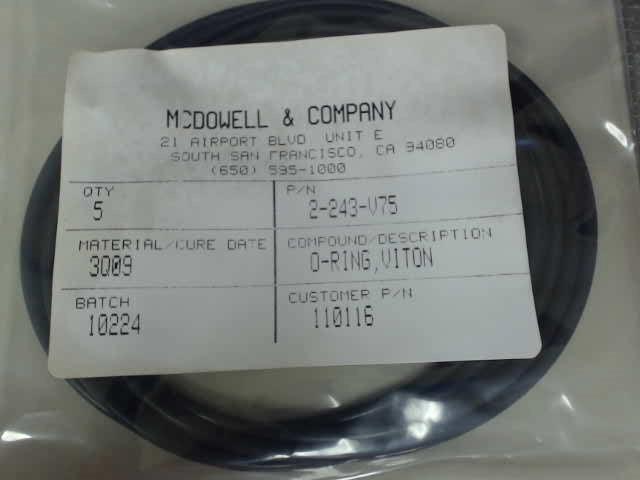 MCDOWELL & COMPANY
21 AIRPORT BLVD UNIT E
SOUTH SAN FRANCISCO, CA 94080
(650) 595-1000
QTY
5
P/N
2-243-V75
MATERIAL/CURE DATE
3Q09
COMPOUND/DESCRIPTION
O-RING,VITON
BATCH
10224
CUSTOMER P/N
110116